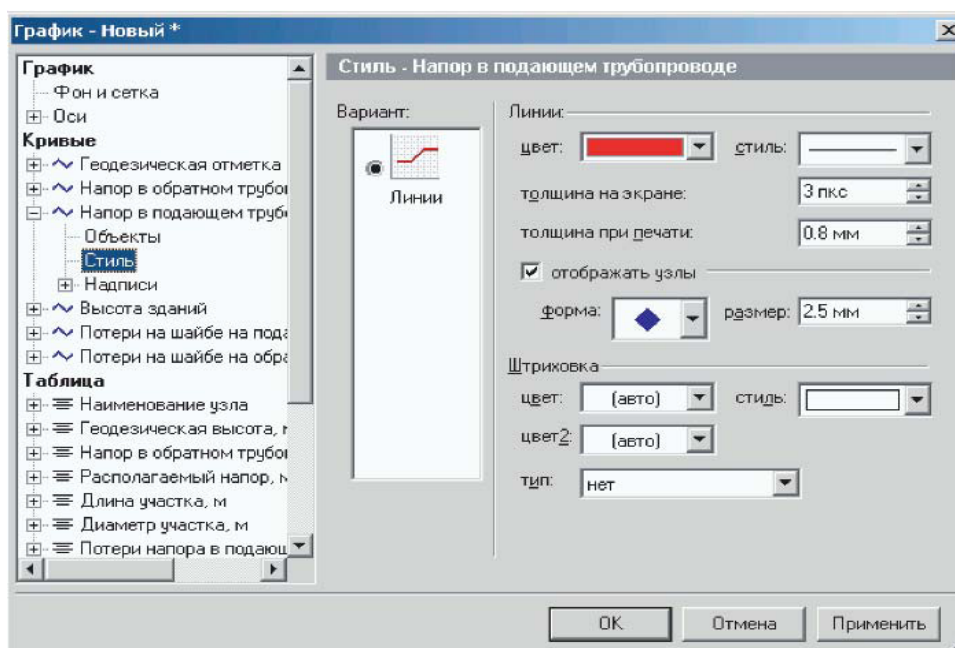 График - Новый *
График
Фон и сетка
Оси
Кривые
Геодезическая отметка
Напор в обратном трубо
Напор в подающем труб
Объекты
Стиль
Надписи
Высота зданий
Потери на шайбе на пода
Потери на шайбе на обра
Таблица
Наименование узла
Геодезическая высота,
Напор в обратном трубо
Располагаемый напор,
Длина участка, м
Диаметр участка, м
Потери напора в подающ
Стиль - Напор в подающем трубопроводе
Вариант:
Линии
Линии:
цвет:
стиль:
толщина на экране:
3 пкс
толщина при печати:
0.8 мм
отображать узлы
форма:
размер:
2.5 мм
Штриховка
цвет:
(авто)
стиль:
цвет2:
(авто)
тип:
нет
OK
Отмена
Применить